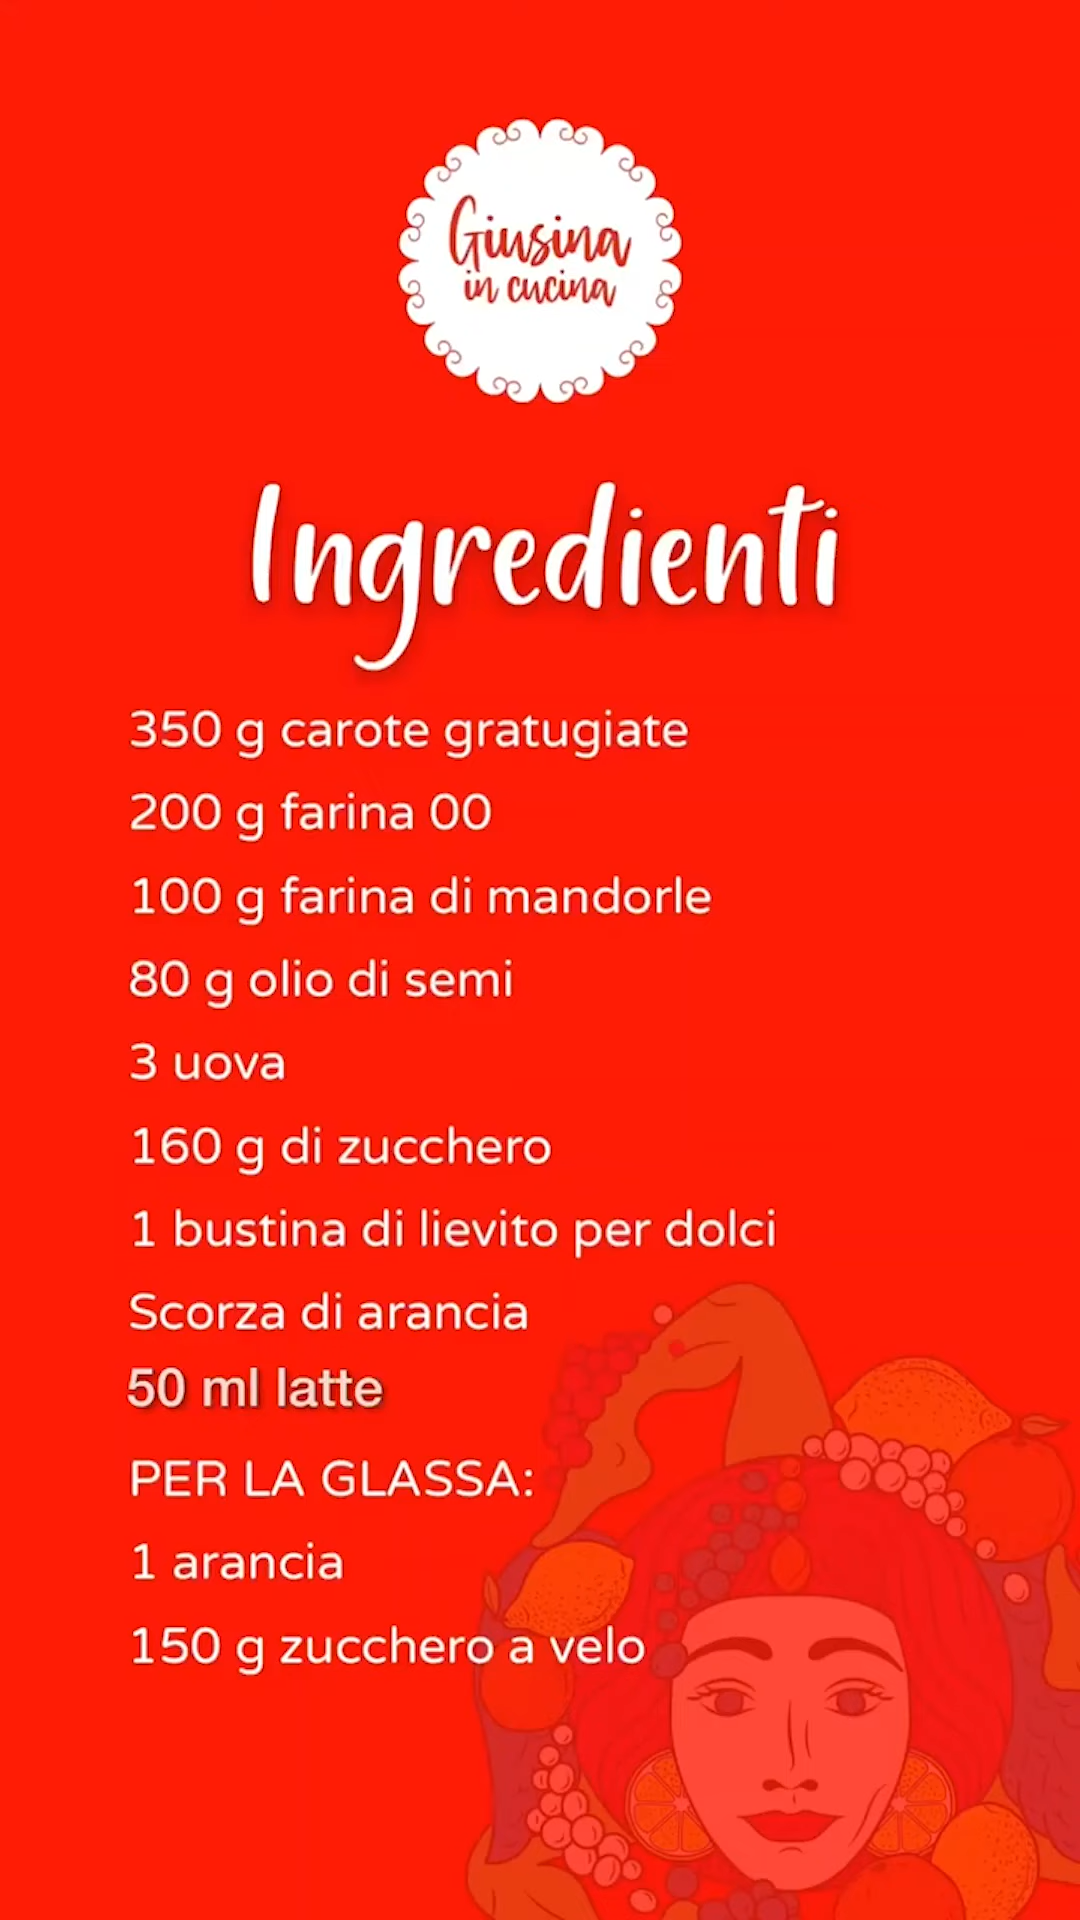 Giusina
in cucina
Ingredienti
350 g carote gratugiate
200 g farina 00
100 g farina di mandorle
80 g olio di semi
3 uova
160 g di zucchero
1 bustina di lievito per dolci
Scorza di arancia
50 ml latte
PER LA GLASSA:
1 arancia
150 g zucchero a velo